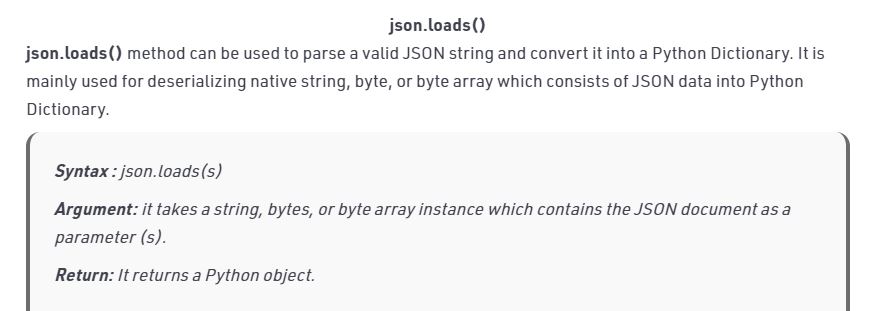 json.loads()
json.loads() method can be used to parse a valid JSON string and convert it into a Python Dictionary. It is
mainly used for deserializing native string, byte, or byte array which consists of JSON data into Python
Dictionary.
Syntax : json.loads(s)
Argument: it takes a string, bytes, or byte array instance which contains the JSON document as a
parameter (s).
Return: It returns a Python object.